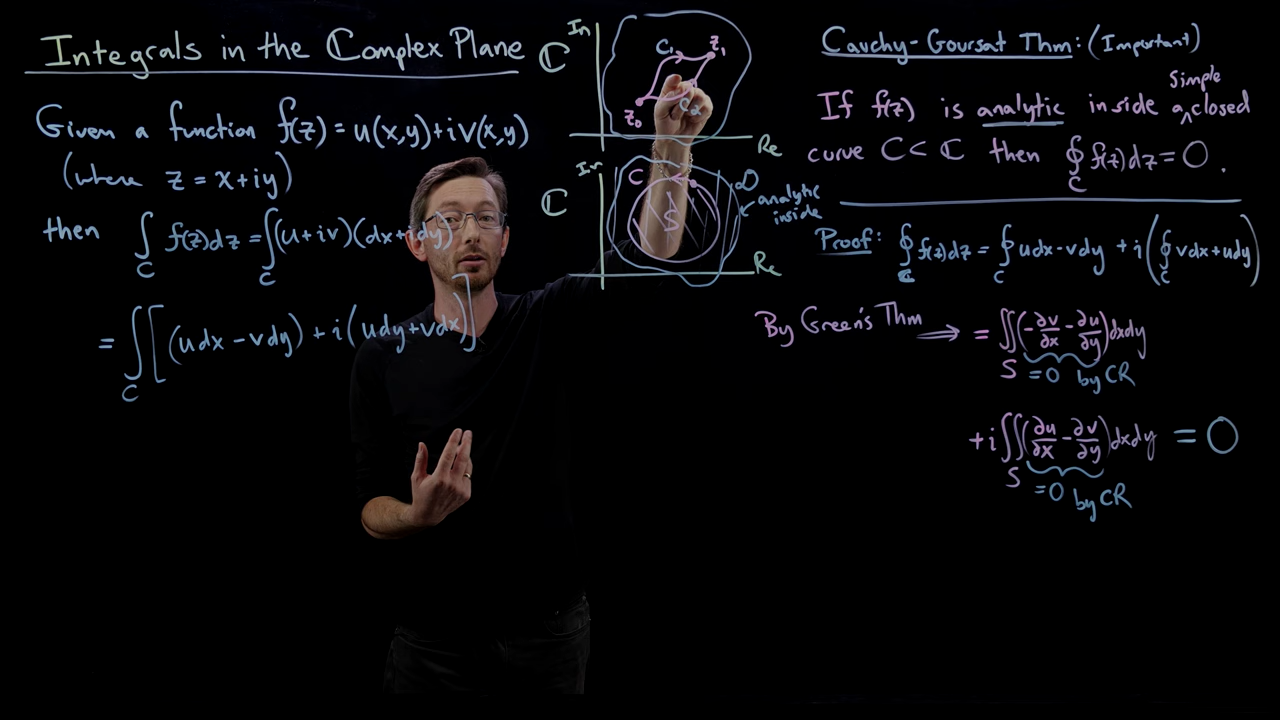 Integrals in the Complex Plane
Given a function f(z) = u(x,y)+iv(x,y)
(where z = x+iy)
then ∫_C f(z)dz = ∫_C (u+iv)(dx+idy)
= ∬_C [(udx - vdy) + i(udy+vdx)]
ℂ
Im
C₁
z₁
z₀
C₂
Re
ℂ
Im
C
S
D
analytic
inside
Re
Cauchy-Goursat Thm: (Important)
If f(z) is analytic inside a simple closed
curve C < ℂ then ∮_C f(z)dz = 0.
Proof: ∮_C f(z)dz = ∮_C udx - vdy + i(∮_C vdx+udy)
By Green's Thm ⟹ = ∬_S (-∂v/∂x - ∂u/∂y)dxdy
= 0 by CR
+ i∬_S (∂u/∂x - ∂v/∂y)dxdy = 0
= 0 by CR